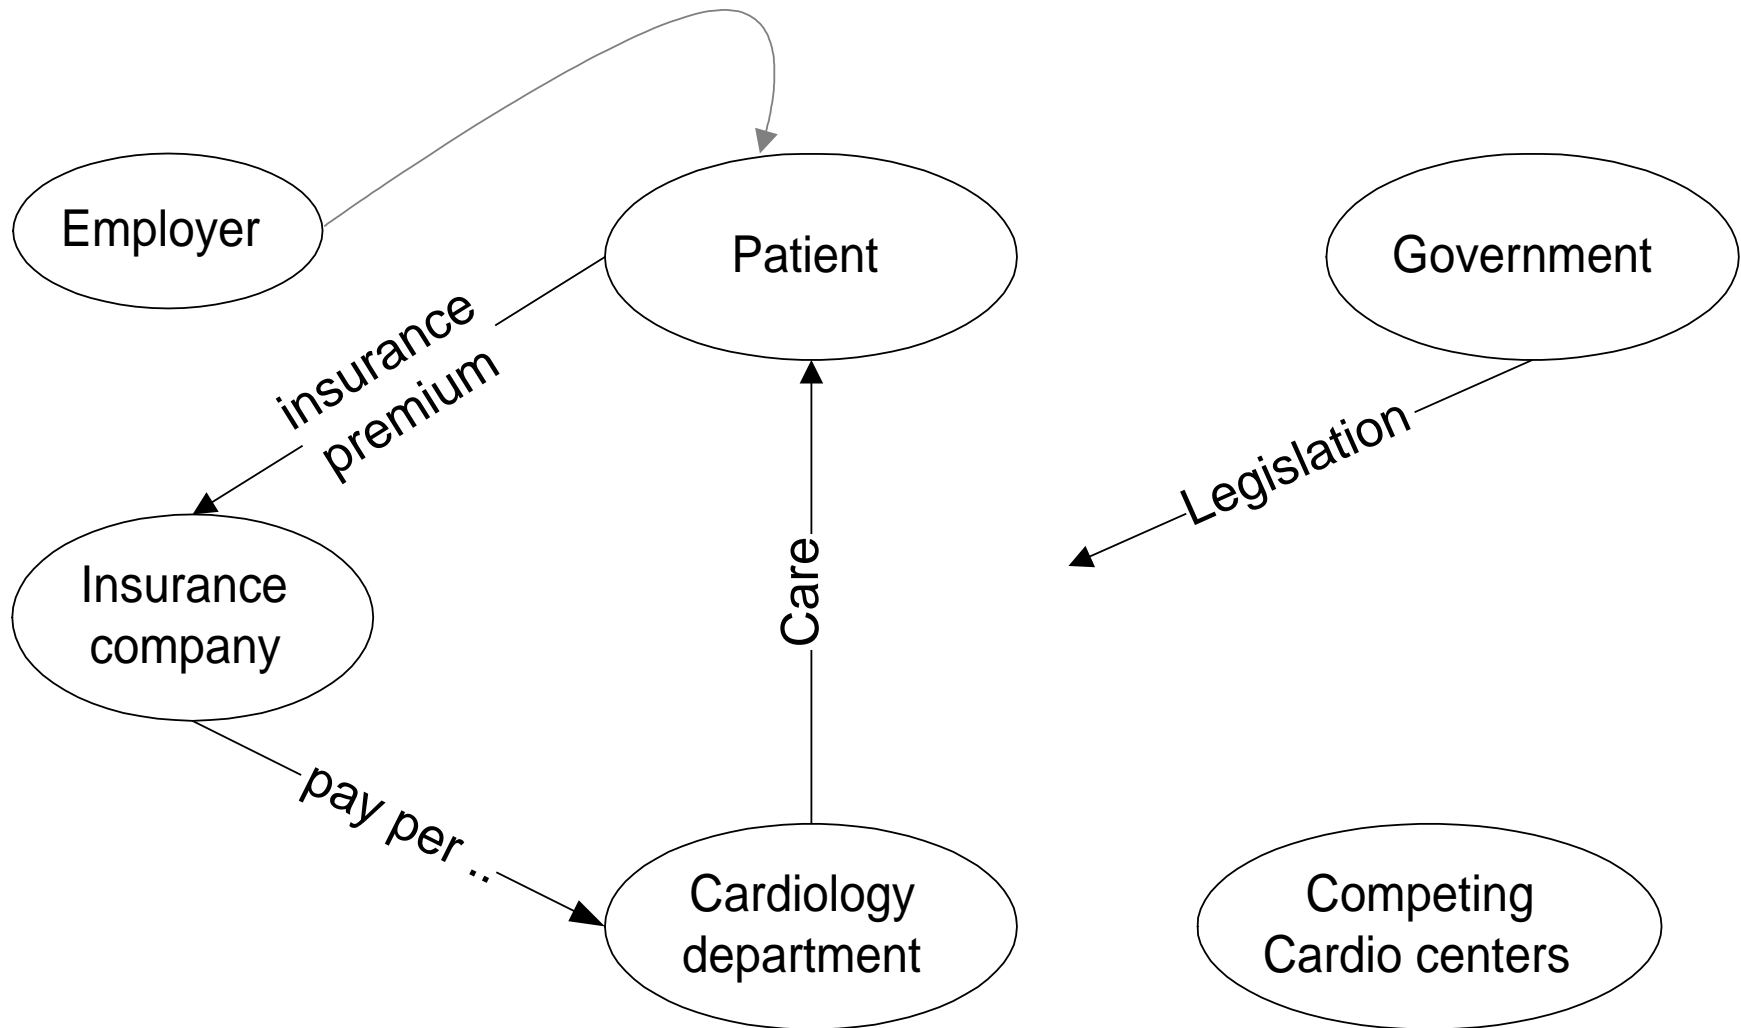 Employer
Patient
Government
insurance
premium
Legislation
Insurance
company
Care
pay per ..
Cardiology
department
Competing
Cardio centers